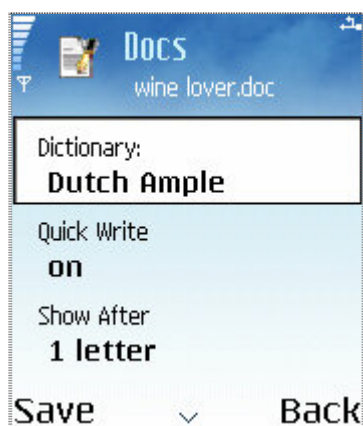 Docs
wine lover.doc
Dictionary:
Dutch Ample
Quick Write
on
Show After
1 letter
Save Back